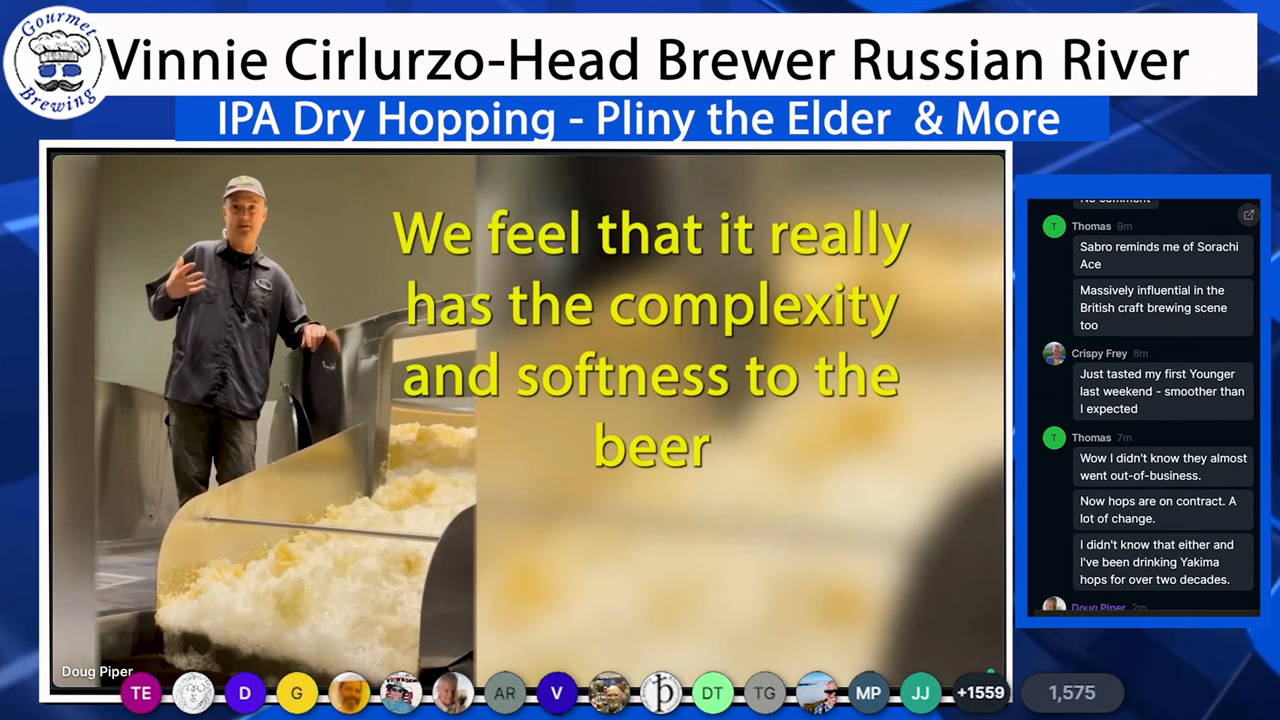 Gourmet
Brewing
Vinnie Cirlurzo-Head Brewer Russian River
IPA Dry Hopping - Pliny the Elder & More
We feel that it really
has the complexity
and softness to the
beer
Doug Piper
No comment
T
Thomas 9m
Sabro reminds me of Sorachi
Ace
Massively influential in the
British craft brewing scene
too
Crispy Frey 8m
Just tasted my first Younger
last weekend - smoother than
I expected
T
Thomas 7m
Wow I didn't know they almost
went out-of-business.
Now hops are on contract. A
lot of change.
I didn't know that either and
I've been drinking Yakima
hops for over two decades.
Doug Piper 2m
TE
D
G
AR
V
DT
TG
MP
JJ
+1559
1,575